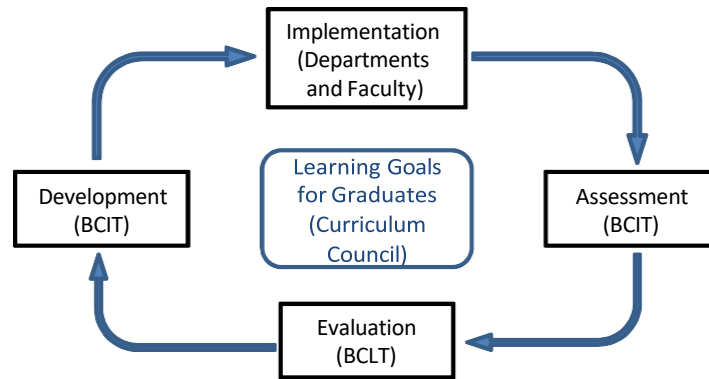 Implementation
(Departments
and Faculty)
Learning Goals
for Graduates
(Curriculum
Council)
Development
(BCIT)
Assessment
(BCIT)
Evaluation
(BCLT)